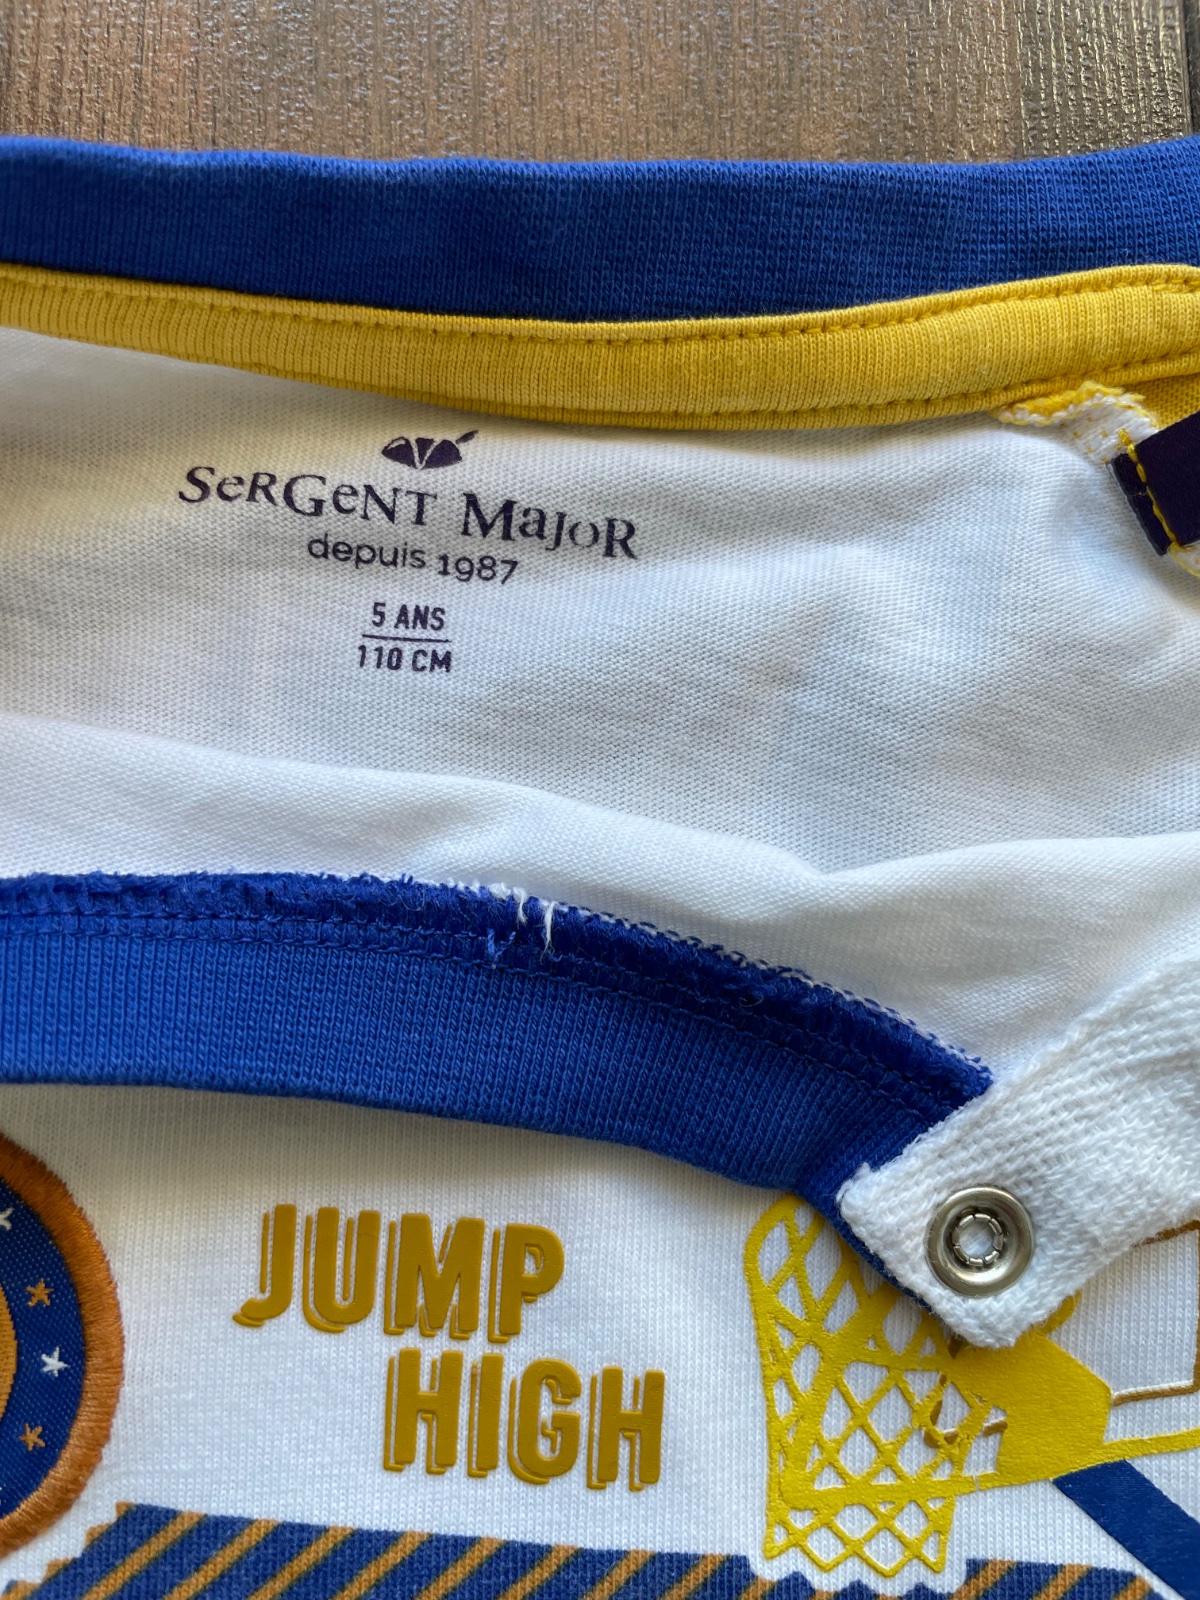 SeRGeNT MajoR
depuis 1987
5 ANS
110 CM
JUMP
HIGH